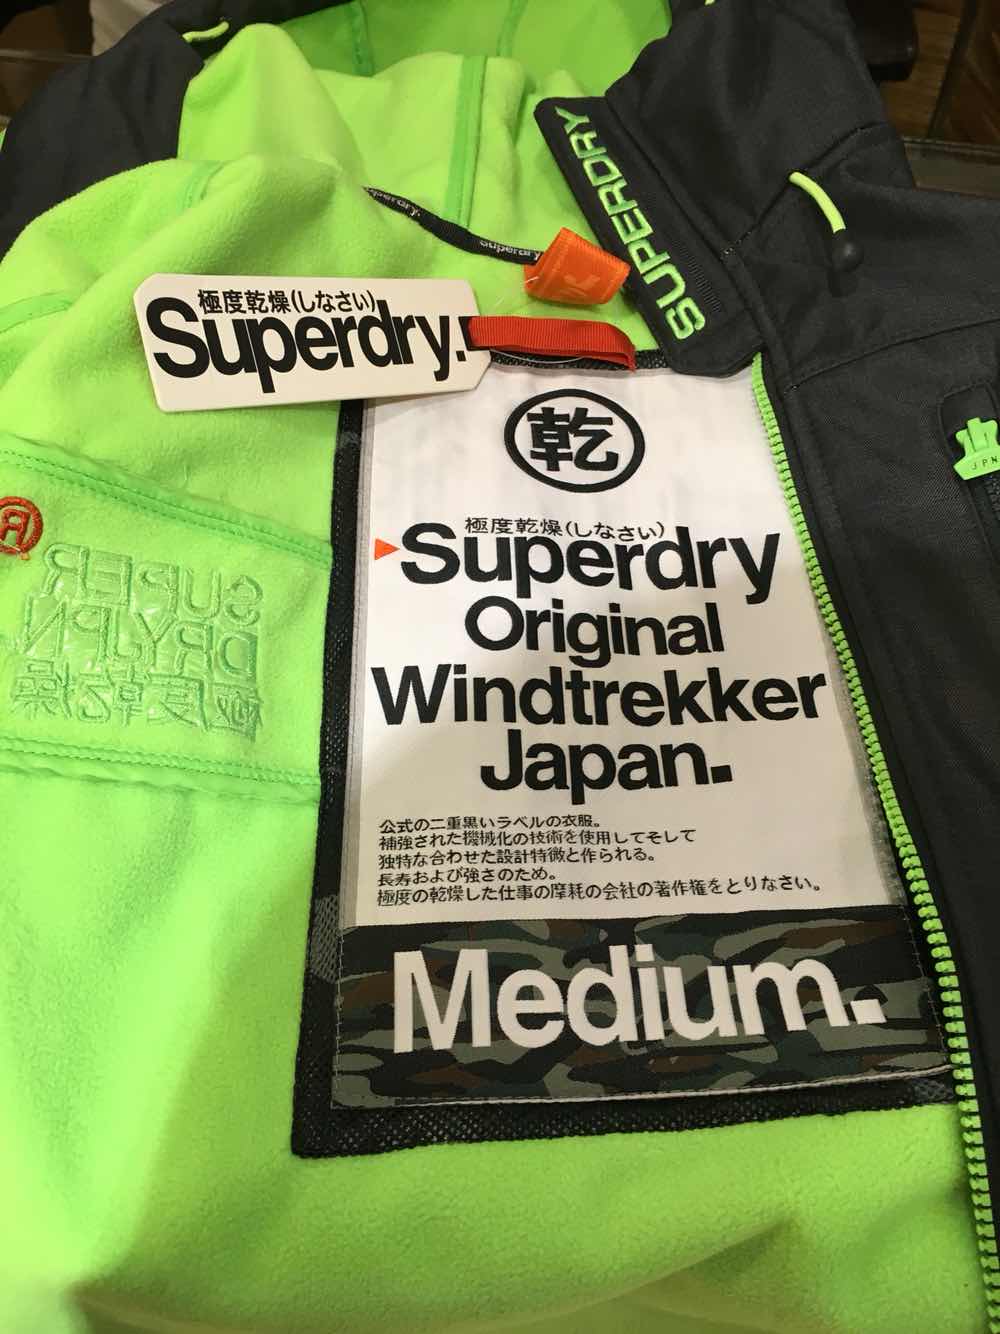 SUPERDRY
superdry.
superdry.
極度乾燥(しなさい)
Superdry.
乾
極度乾燥(しなさい)
Superdry
Original
Windtrekker
Japan.
公式の二重黒いラベルの衣服。
補強された機械化の技術を使用してそして
独特な合わせた設計特徴と作られる。
長寿および強さのため。
極度の乾燥した仕事の摩耗の会社の著作権をとりなさい。
Medium.
JPN
®
SUPER
DRY.JPN
極度乾燥